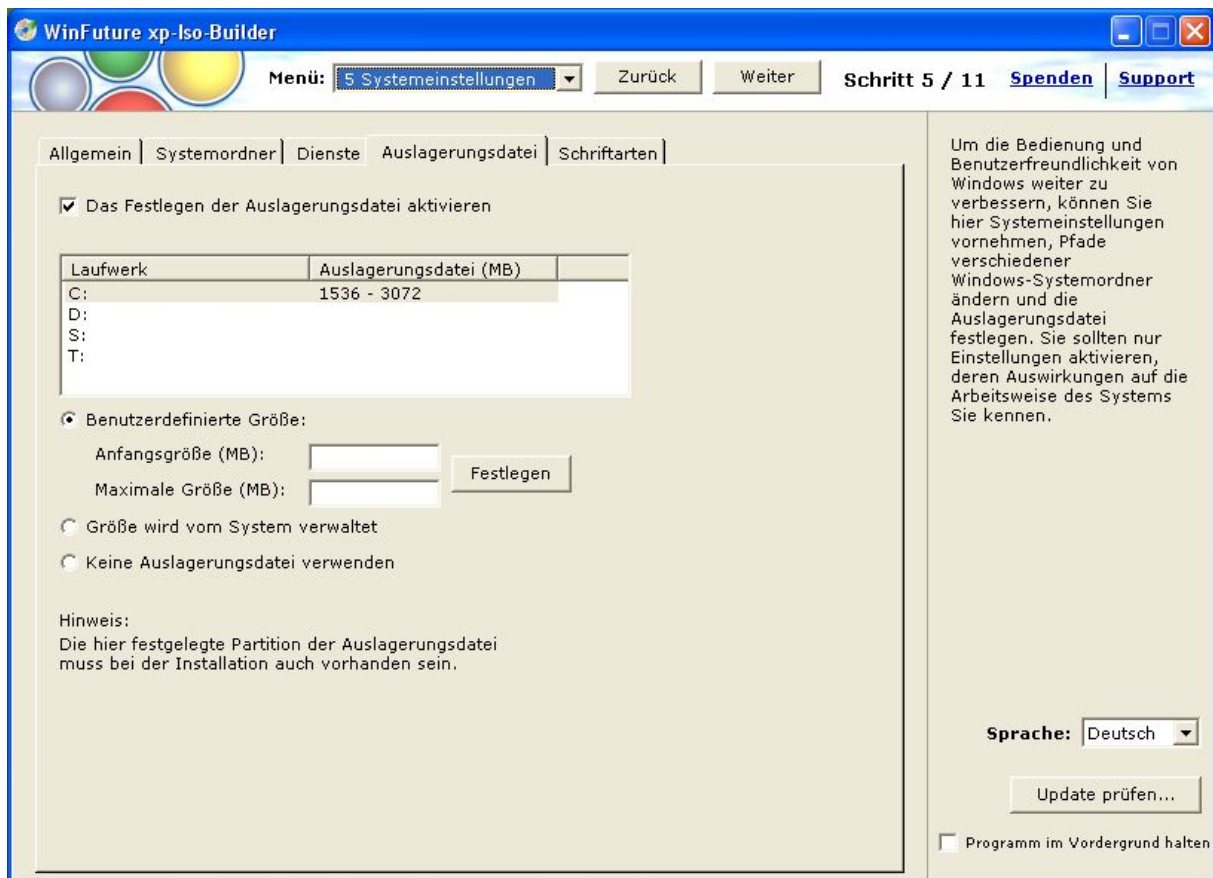 WinFuture xp-Iso-Builder
Menü: 5 Systemeinstellungen Zurück Weiter Schritt 5 / 11 Spenden Support
Allgemein Systemordner Dienste Auslagerungsdatei Schriftarten
Das Festlegen der Auslagerungsdatei aktivieren
Laufwerk Auslagerungsdatei (MB)
C: 1536 - 3072
D:
S:
T:
Benutzerdefinierte Größe:
Anfangsgröße (MB):
Maximale Größe (MB):
Festlegen
Größe wird vom System verwaltet
Keine Auslagerungsdatei verwenden
Hinweis:
Die hier festgelegte Partition der Auslagerungsdatei
muss bei der Installation auch vorhanden sein.
Um die Bedienung und
Benutzerfreundlichkeit von
Windows weiter zu
verbessern, können Sie
hier Systemeinstellungen
vornehmen, Pfade
verschiedener
Windows-Systemordner
ändern und die
Auslagerungsdatei
festlegen. Sie sollten nur
Einstellungen aktivieren,
deren Auswirkungen auf die
Arbeitsweise des Systems
Sie kennen.
Sprache: Deutsch
Update prüfen...
Programm im Vordergrund halten